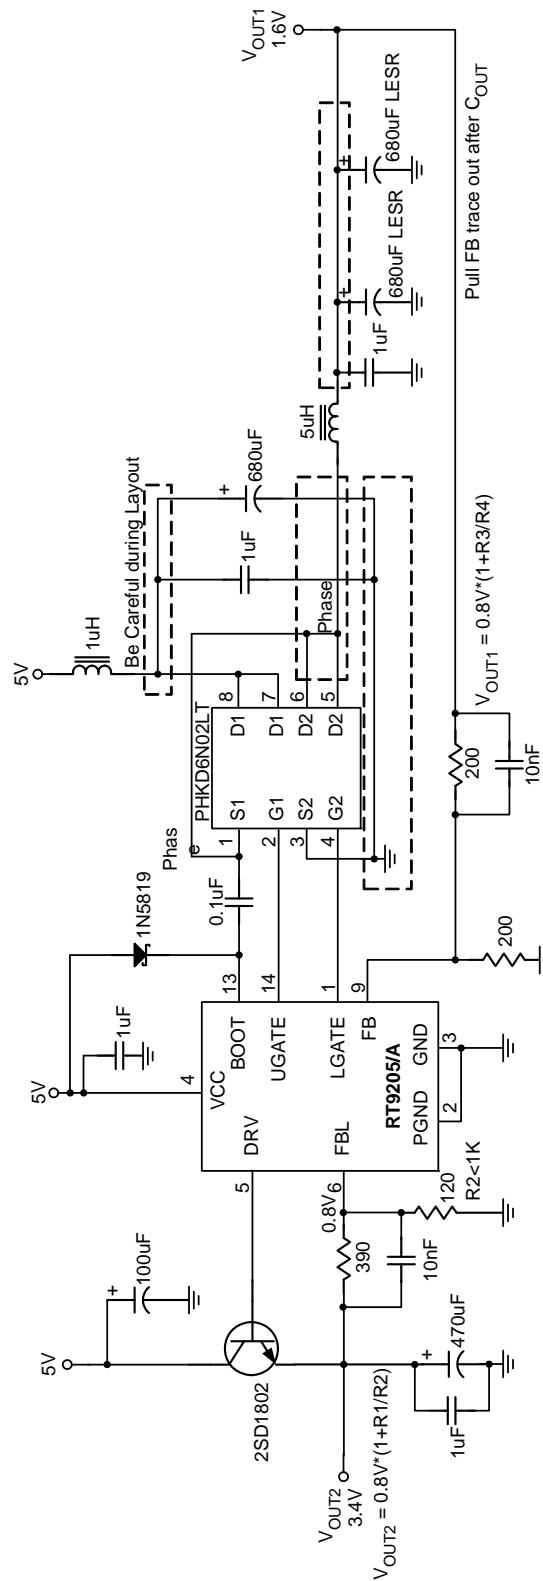 5V
100uF
2SD1802
V_OUT2
3.4V
V_OUT2 = 0.8V*(1+R1/R2)
1uF
+
470uF
+
390
10nF
0.8V
120
R2<1K
5V
1uF
1N5819
5
DRV
6
FBL
4
VCC
13
BOOT
14
UGATE
1
LGATE
9
FB
RT9205/A
PGND
GND
2
3
0.1uF
Phas
e
200
PHKD6N02LT
1
S1
2
G1
3
S2
4
G2
8
D1
7
D1
6
D2
5
D2
5V
1uH
Be Careful during Layout
1uF
+
680uF
Phase
5uH
1uF
+
680uF LESR
+
680uF LESR
V_OUT1
1.6V
200
10nF
V_OUT1 = 0.8V*(1+R3/R4)
Pull FB trace out after C_OUT